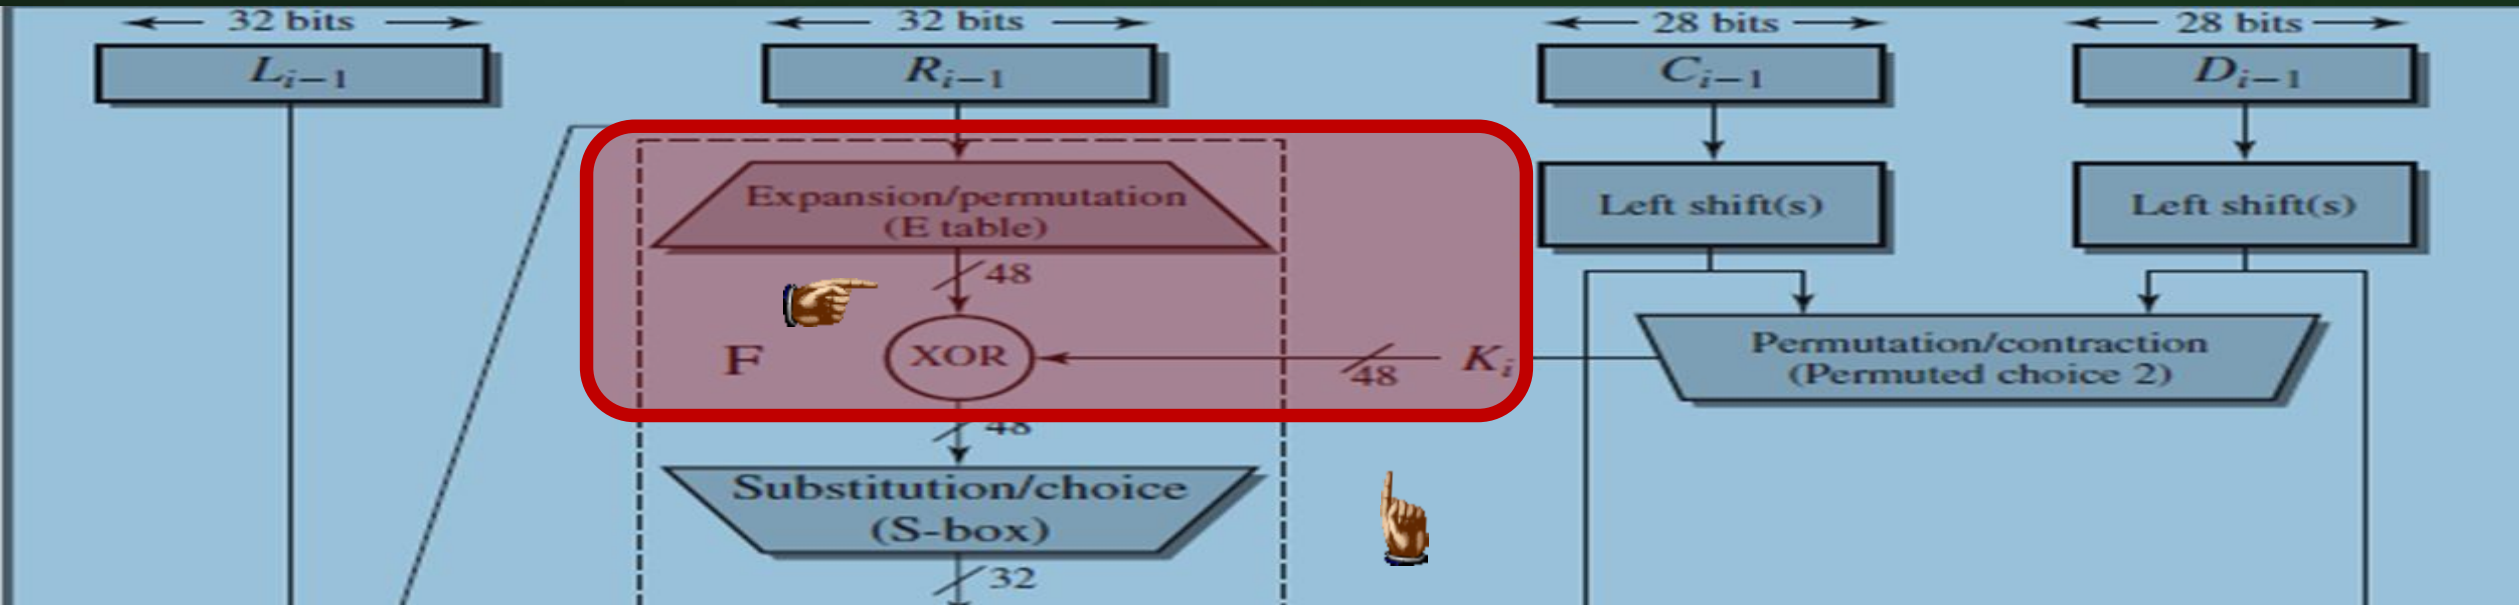 32 bits
32 bits
28 bits
28 bits
Li−1
Ri−1
Ci−1
Di−1
Expansion/permutation
(E table)
Left shift(s)
Left shift(s)
48
F
XOR
48
Ki
Permutation/contraction
(Permuted choice 2)
48
Substitution/choice
(S-box)
32